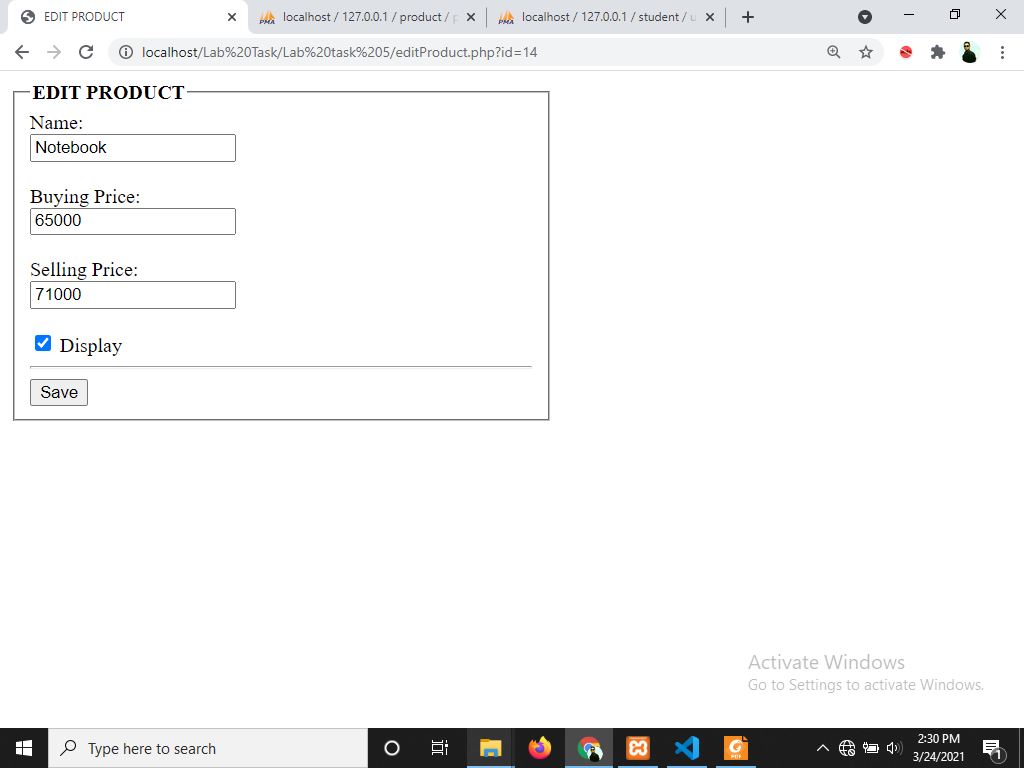 EDIT PRODUCT
localhost / 127.0.0.1 / product /
localhost / 127.0.0.1 / student /
localhost/Lab%20Task/Lab%20task%205/editProduct.php?id=14
EDIT PRODUCT
Name:
Notebook
Buying Price:
65000
Selling Price:
71000
Display
Save
Activate Windows
Go to Settings to activate Windows.
Type here to search
2:30 PM
3/24/2021
1